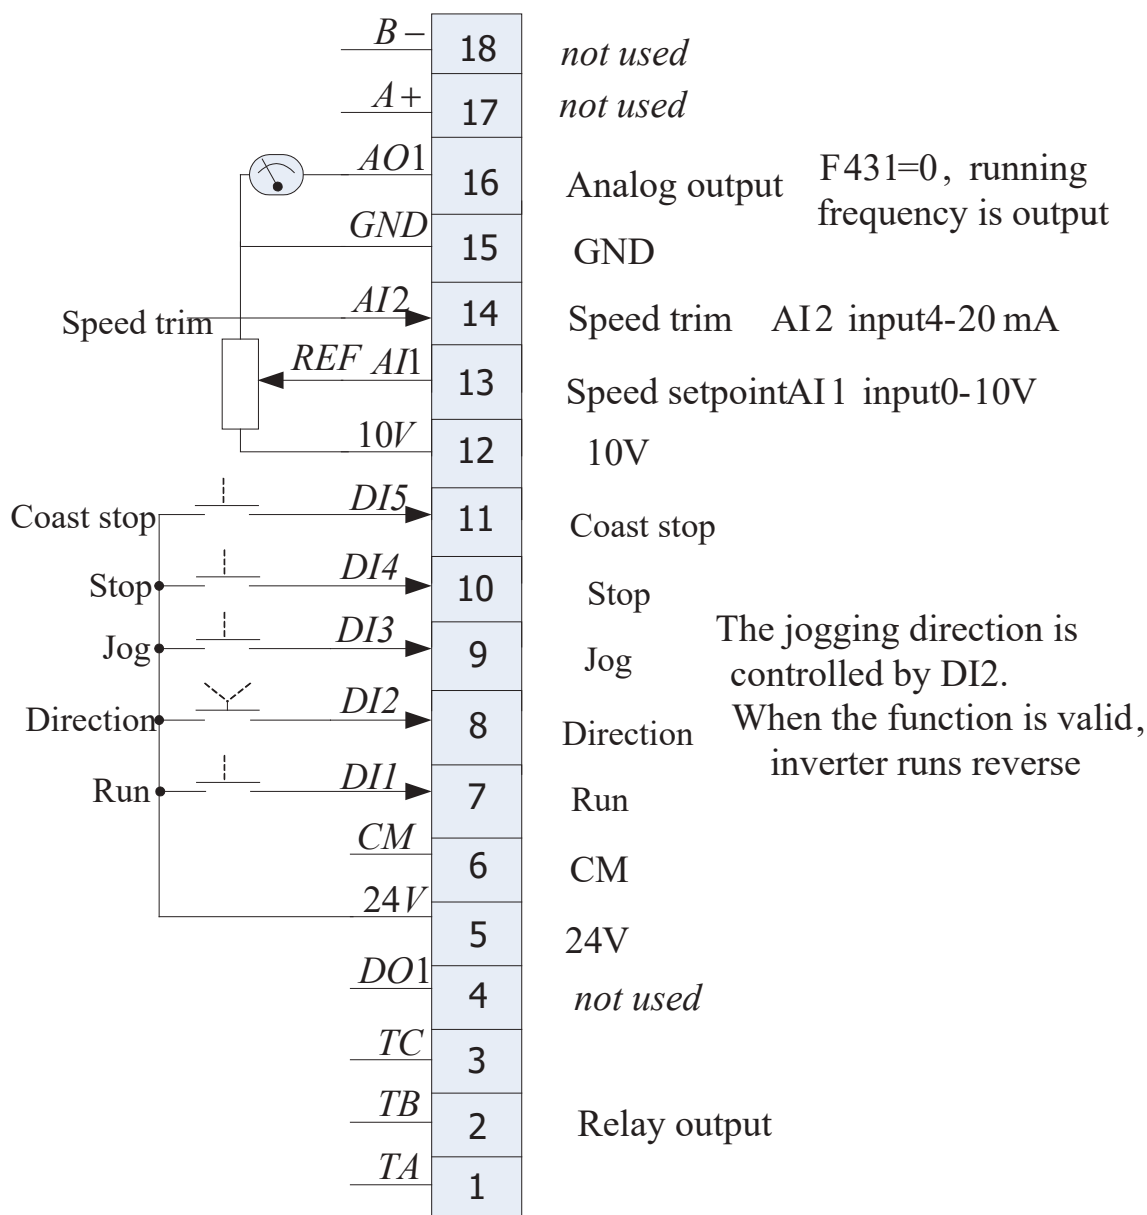 B− 18 not used
A+ 17 not used
AO1 16 Analog output F431=0, running
frequency is output
GND 15 GND
Speed trim AI2 14 Speed trim AI2 input4-20 mA
REF AI1 13 Speed setpointAI1 input0-10V
10V 12 10V
Coast stop DI5 11 Coast stop
Stop DI4 10 Stop
Jog DI3 9 Jog The jogging direction is
controlled by DI2.
Direction DI2 8 Direction When the function is valid,
inverter runs reverse
Run DI1 7 Run
CM 6 CM
24V 5 24V
DO1 4 not used
TC 3
TB 2 Relay output
TA 1